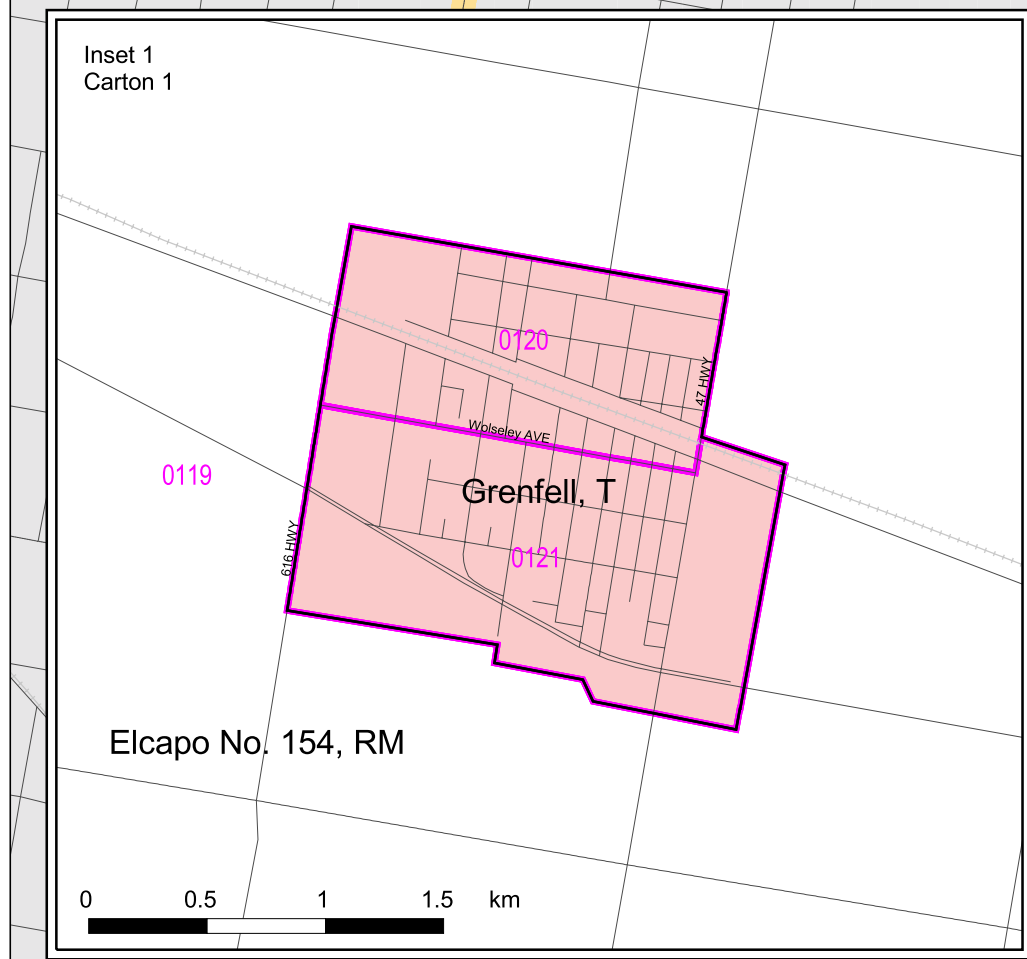 Inset 1
Carton 1
0120
47 HWY
Wolseley AVE
0119
Grenfell, T
616 HWY
0121
Elcapo No. 154, RM
0 0.5 1 1.5 km